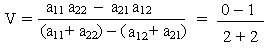 V = (a₁₁ a₂₂ − a₂₁ a₁₂) / ((a₁₁+ a₂₂) − (a₁₂+ a₂₁)) = (0 − 1) / (2 + 2)